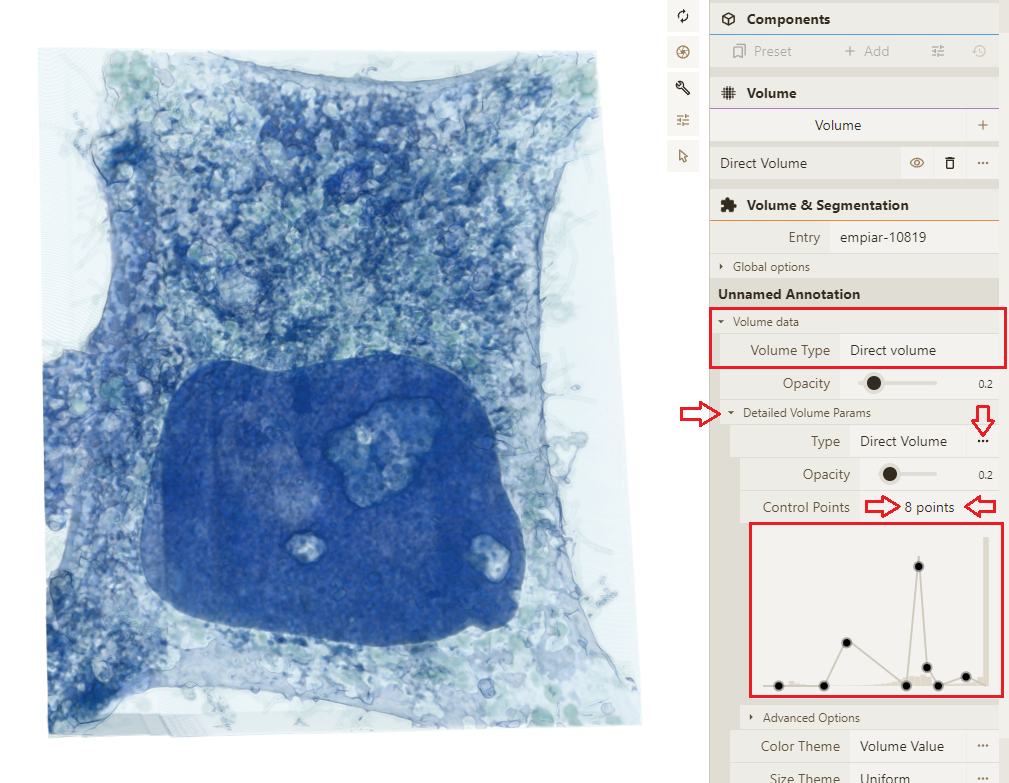 Components
Preset Add
Volume
Volume
Direct Volume
Volume & Segmentation
Entry empiar-10819
Global options
Unnamed Annotation
Volume data
Volume Type Direct volume
Opacity 0.2
Detailed Volume Params
Type Direct Volume
Opacity 0.2
Control Points 8 points
Advanced Options
Color Theme Volume Value
Size Theme Uniform